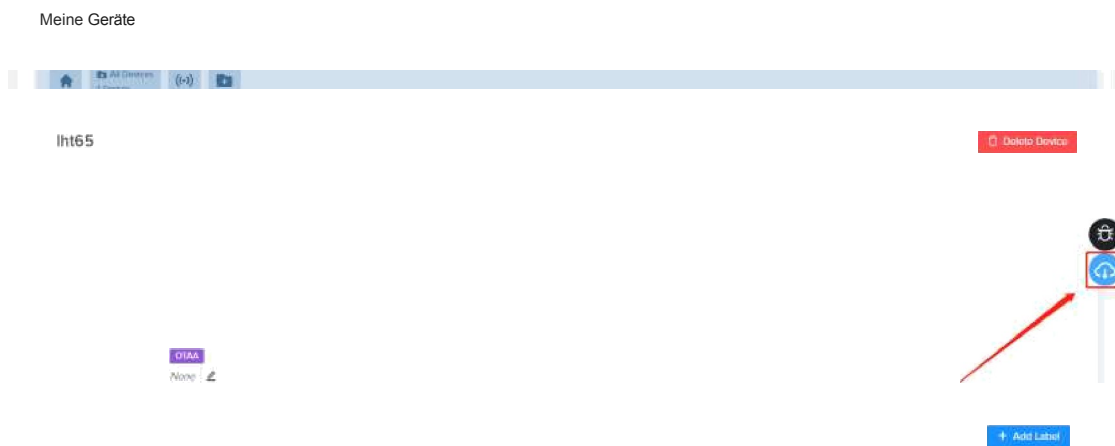 Meine Geräte
All Devices
lht65
Delete Device
OTAA
None
+ Add Label